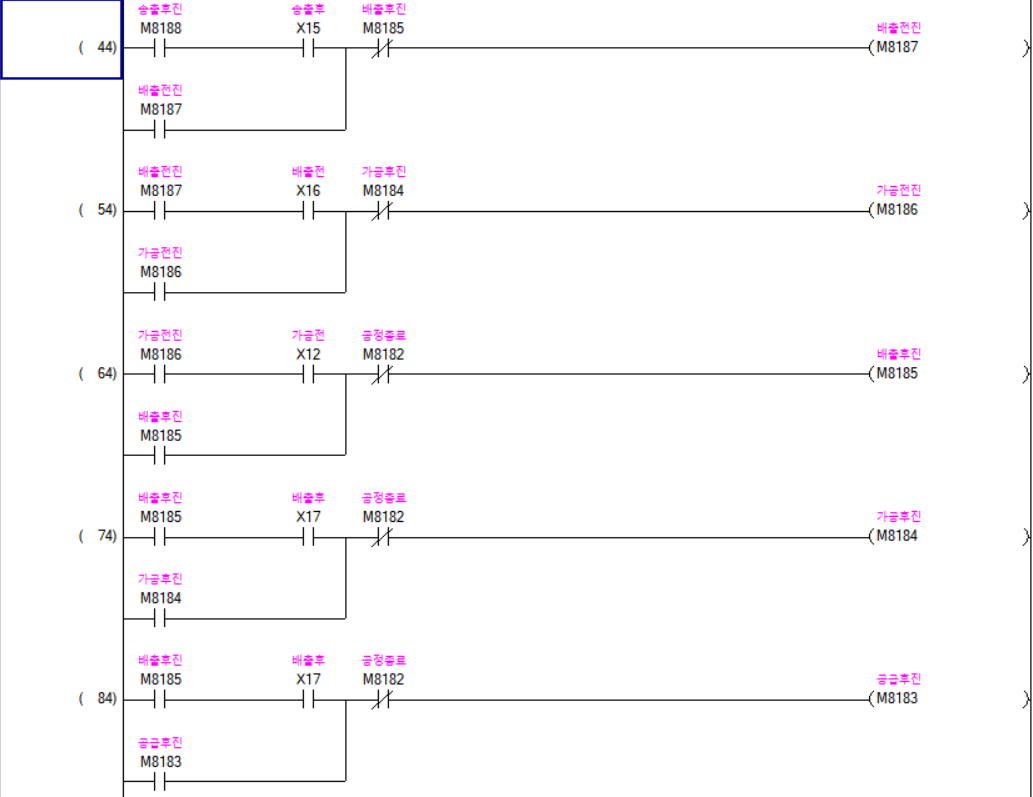 송출후진 송출후 배출후진
M8188 X15 M8185 배출전진
( 44) (M8187 )
배출전진
M8187
배출전진 배출전 가공후진
M8187 X16 M8184 가공전진
( 54) (M8186 )
가공전진
M8186
가공전진 가공전 공정종료
M8186 X12 M8182 배출후진
( 64) (M8185 )
배출후진
M8185
배출후진 배출후 공정종료
M8185 X17 M8182 가공후진
( 74) (M8184 )
가공후진
M8184
배출후진 배출후 공정종료
M8185 X17 M8182 공급후진
( 84) (M8183 )
공급후진
M8183